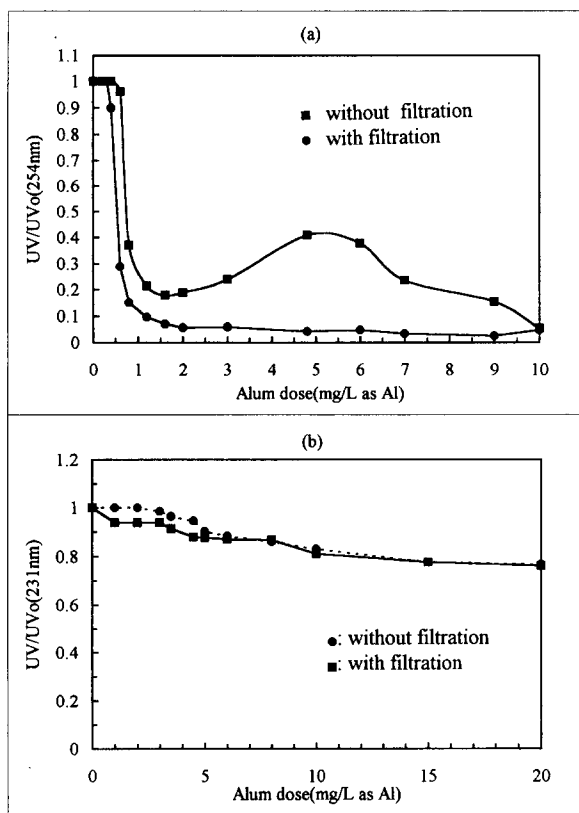 (a)
1.1
1
0.9
0.8
0.7
0.6
0.5
0.4
0.3
0.2
0.1
0
UV/UVo(254nm)
without filtration
with filtration
0 1 2 3 4 5 6 7 8 9 10
Alum dose(mg/L as Al)
(b)
1.2
1
0.8
0.6
0.4
0.2
0
UV/UVo(231nm)
: without filtration
: with filtration
0 5 10 15 20
Alum dose(mg/L as Al)